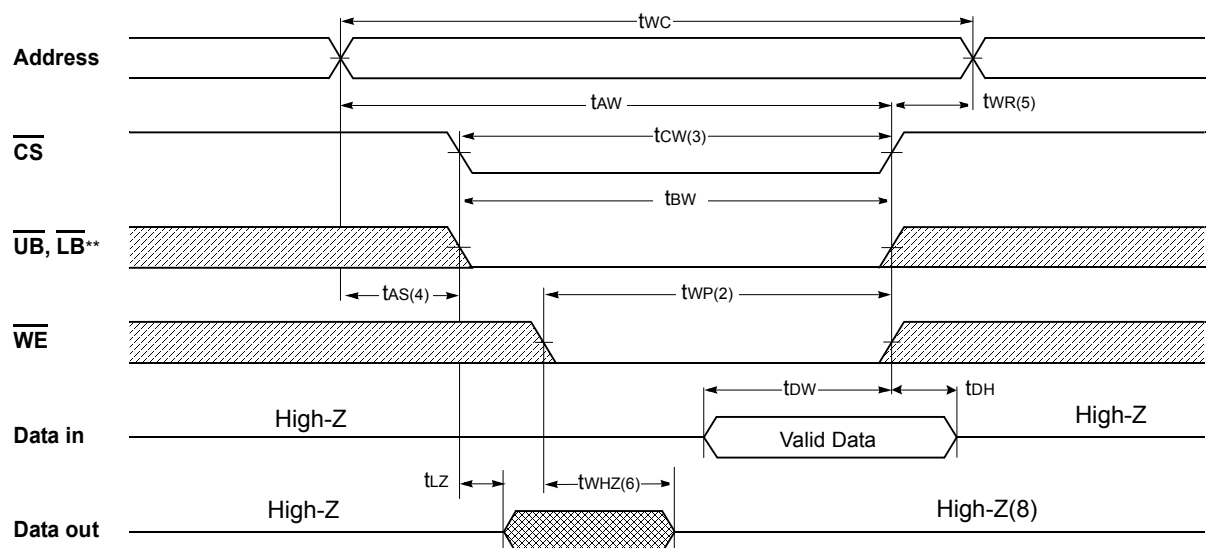 tWC
Address
tAW
tWR(5)
CS
tCW(3)
tBW
UB, LB**
tAS(4)
tWP(2)
WE
tDW
tDH
High-Z
High-Z
Data in
Valid Data
tLZ
tWHZ(6)
High-Z
High-Z(8)
Data out